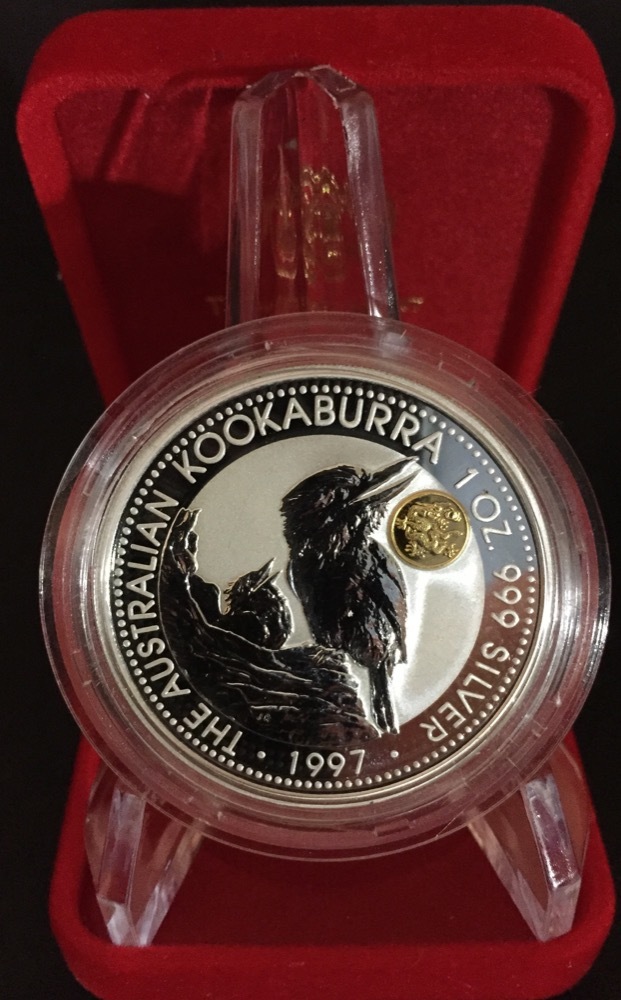 THE AUSTRALIAN KOOKABURRA 1 OZ. 999 SILVER
· 1997 ·